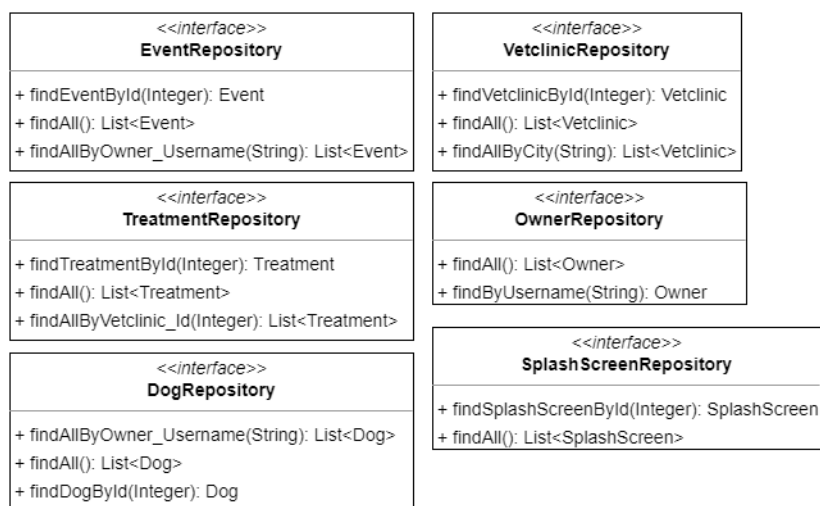 <<interface>>
EventRepository
+ findEventById(Integer): Event
+ findAll(): List<Event>
+ findAllByOwner_Username(String): List<Event>
<<interface>>
VetclinicRepository
+ findVetclinicById(Integer): Vetclinic
+ findAll(): List<Vetclinic>
+ findAllByCity(String): List<Vetclinic>
<<interface>>
TreatmentRepository
+ findTreatmentById(Integer): Treatment
+ findAll(): List<Treatment>
+ findAllByVetclinic_Id(Integer): List<Treatment>
<<interface>>
OwnerRepository
+ findAll(): List<Owner>
+ findByUsername(String): Owner
<<interface>>
DogRepository
+ findAllByOwner_Username(String): List<Dog>
+ findAll(): List<Dog>
+ findDogById(Integer): Dog
<<interface>>
SplashScreenRepository
+ findSplashScreenById(Integer): SplashScreen
+ findAll(): List<SplashScreen>